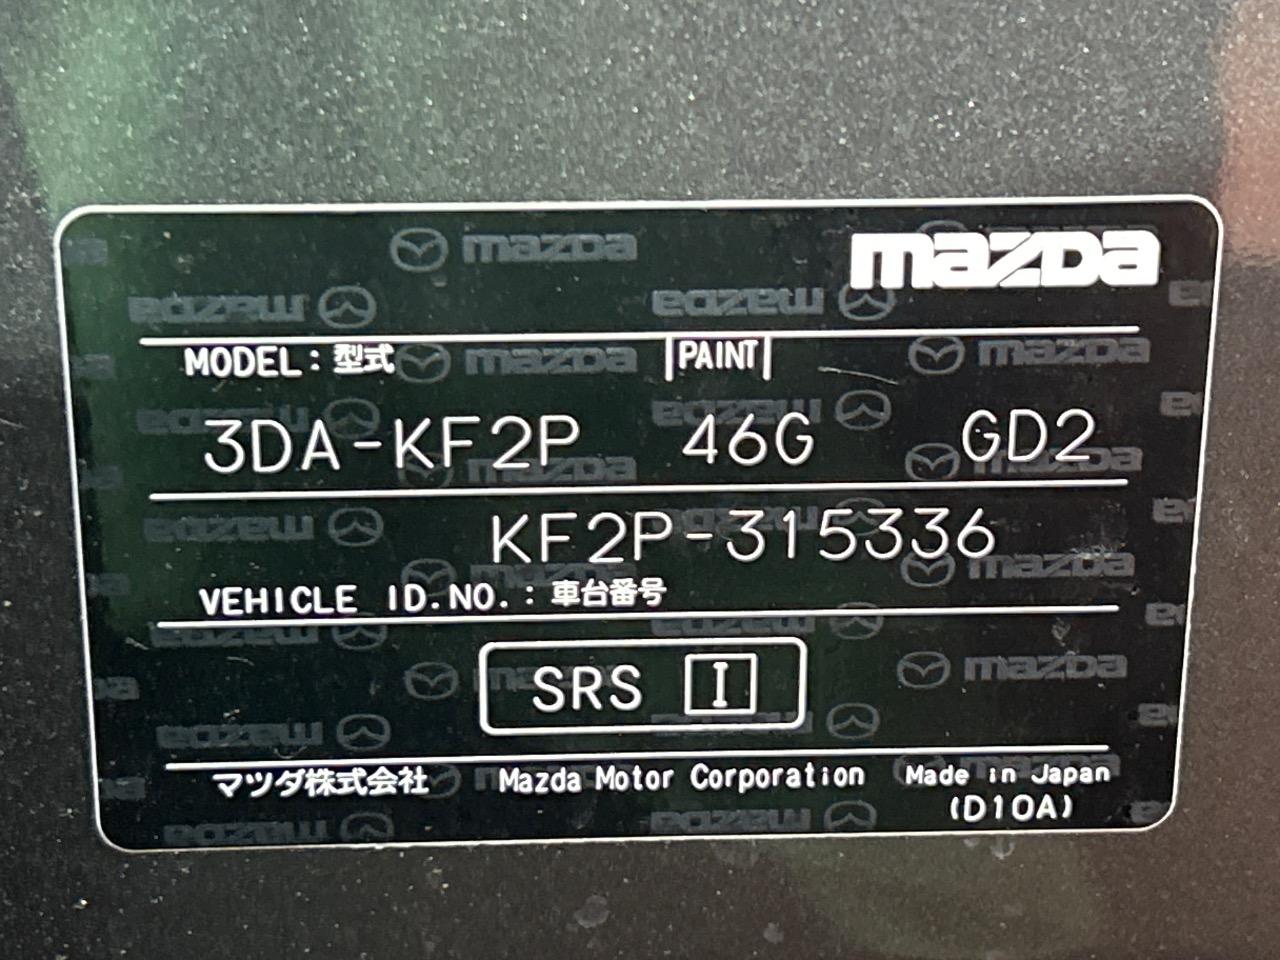 mazda
MODEL：型式 PAINT
3DA-KF2P 46G GD2
KF2P-315336
VEHICLE ID.NO.：車台番号
SRS I
マツダ株式会社 Mazda Motor Corporation Made in Japan
(D10A)